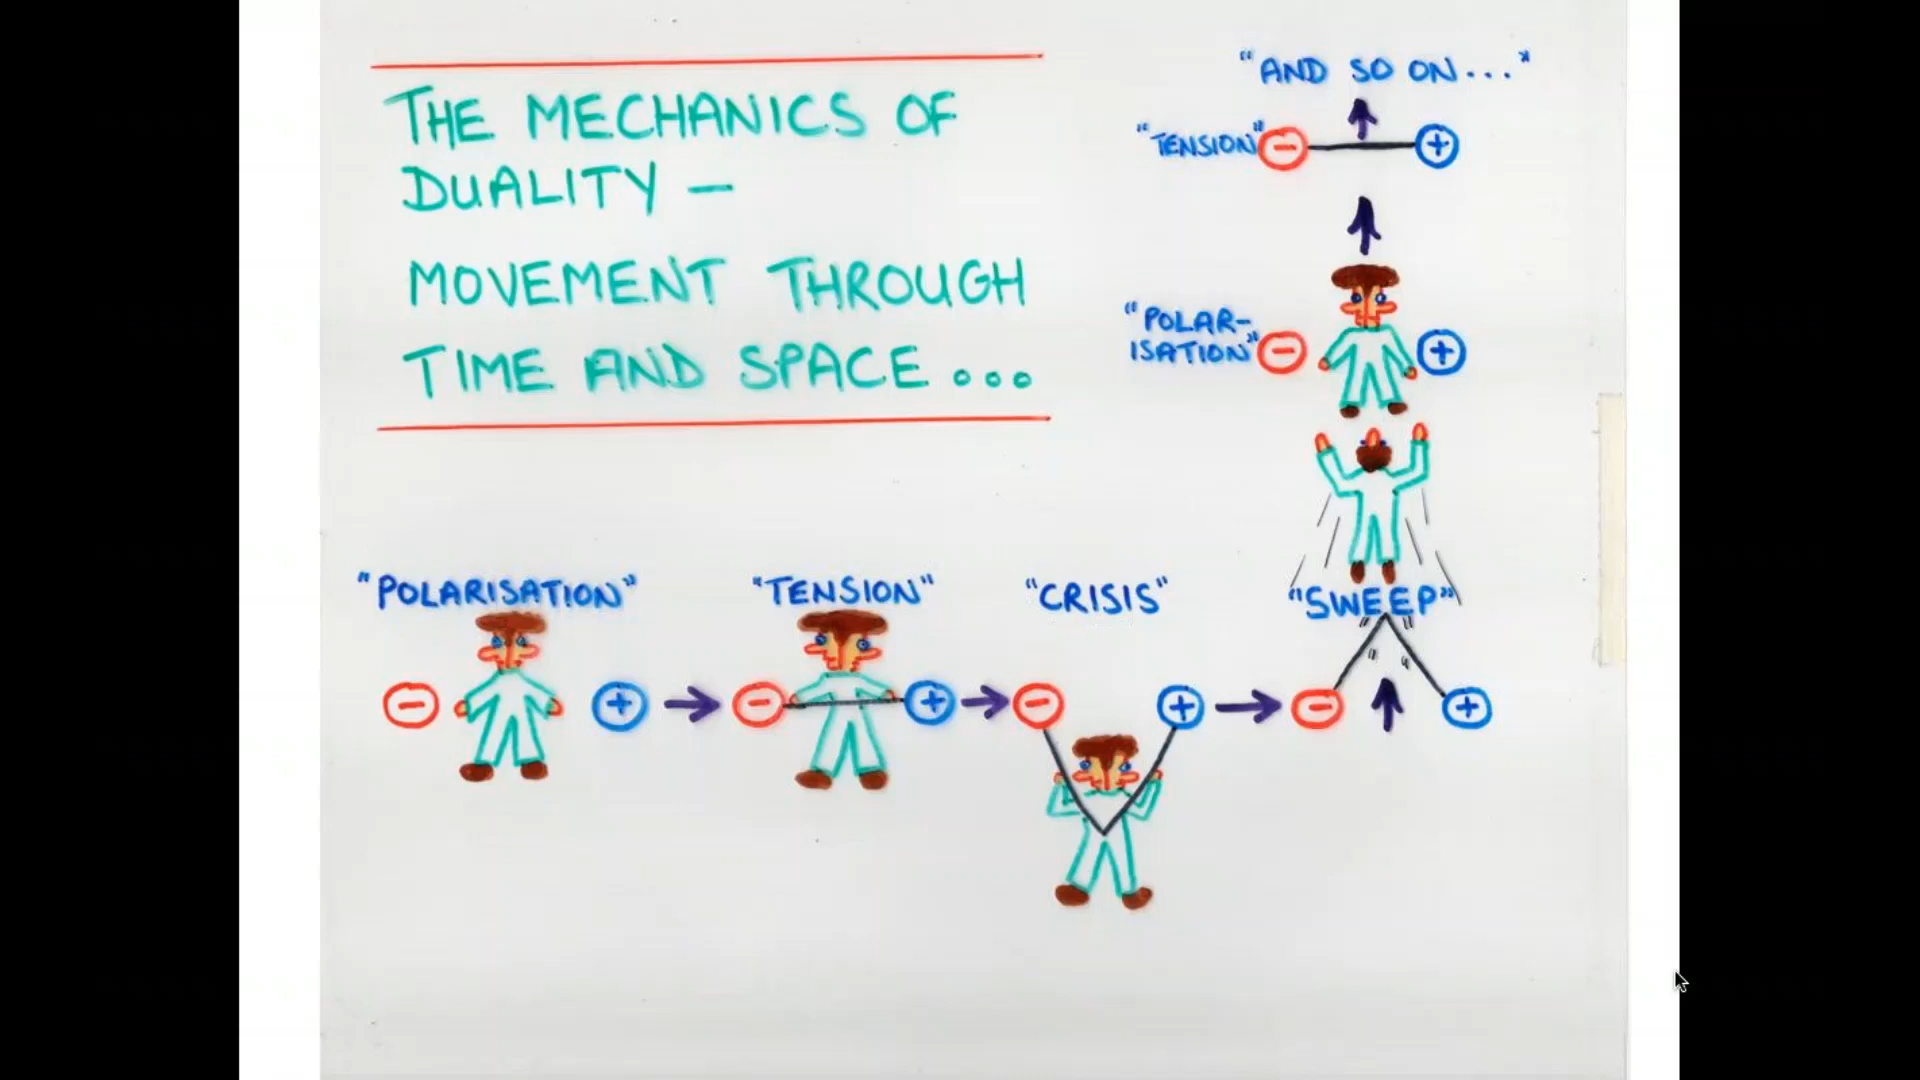 THE MECHANICS OF
DUALITY —
MOVEMENT THROUGH
TIME AND SPACE...
"AND SO ON..."
"TENSION" − +
"POLAR-
ISATION" − +
"POLARISATION" "TENSION" "CRISIS" "SWEEP"
− + − + − + − +